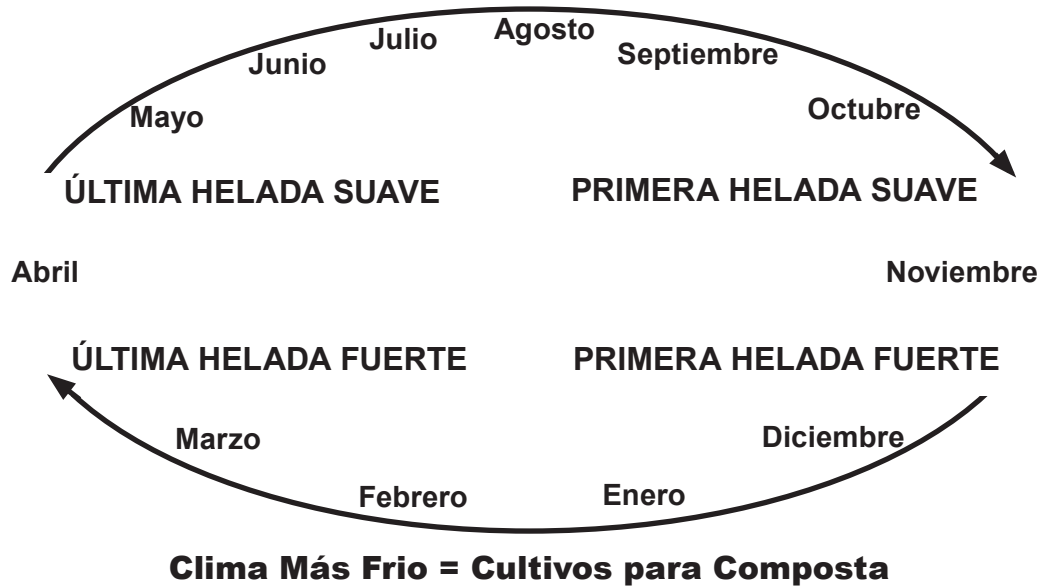 Agosto
Julio
Septiembre
Junio
Octubre
Mayo
ÚLTIMA HELADA SUAVE
PRIMERA HELADA SUAVE
Abril
Noviembre
ÚLTIMA HELADA FUERTE
PRIMERA HELADA FUERTE
Marzo
Diciembre
Febrero
Enero
Clima Más Frio = Cultivos para Composta